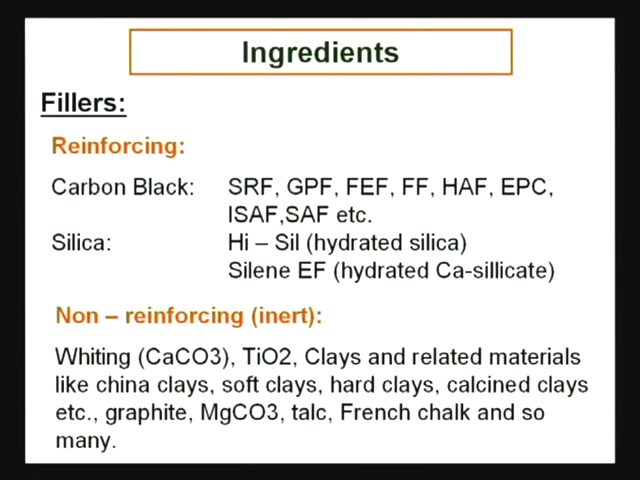 Ingredients
Fillers:
Reinforcing:
Carbon Black: SRF, GPF, FEF, FF, HAF, EPC,
ISAF,SAF etc.
Silica: Hi – Sil (hydrated silica)
Silene EF (hydrated Ca-sillicate)
Non – reinforcing (inert):
Whiting (CaCO3), TiO2, Clays and related materials
like china clays, soft clays, hard clays, calcined clays
etc., graphite, MgCO3, talc, French chalk and so
many.